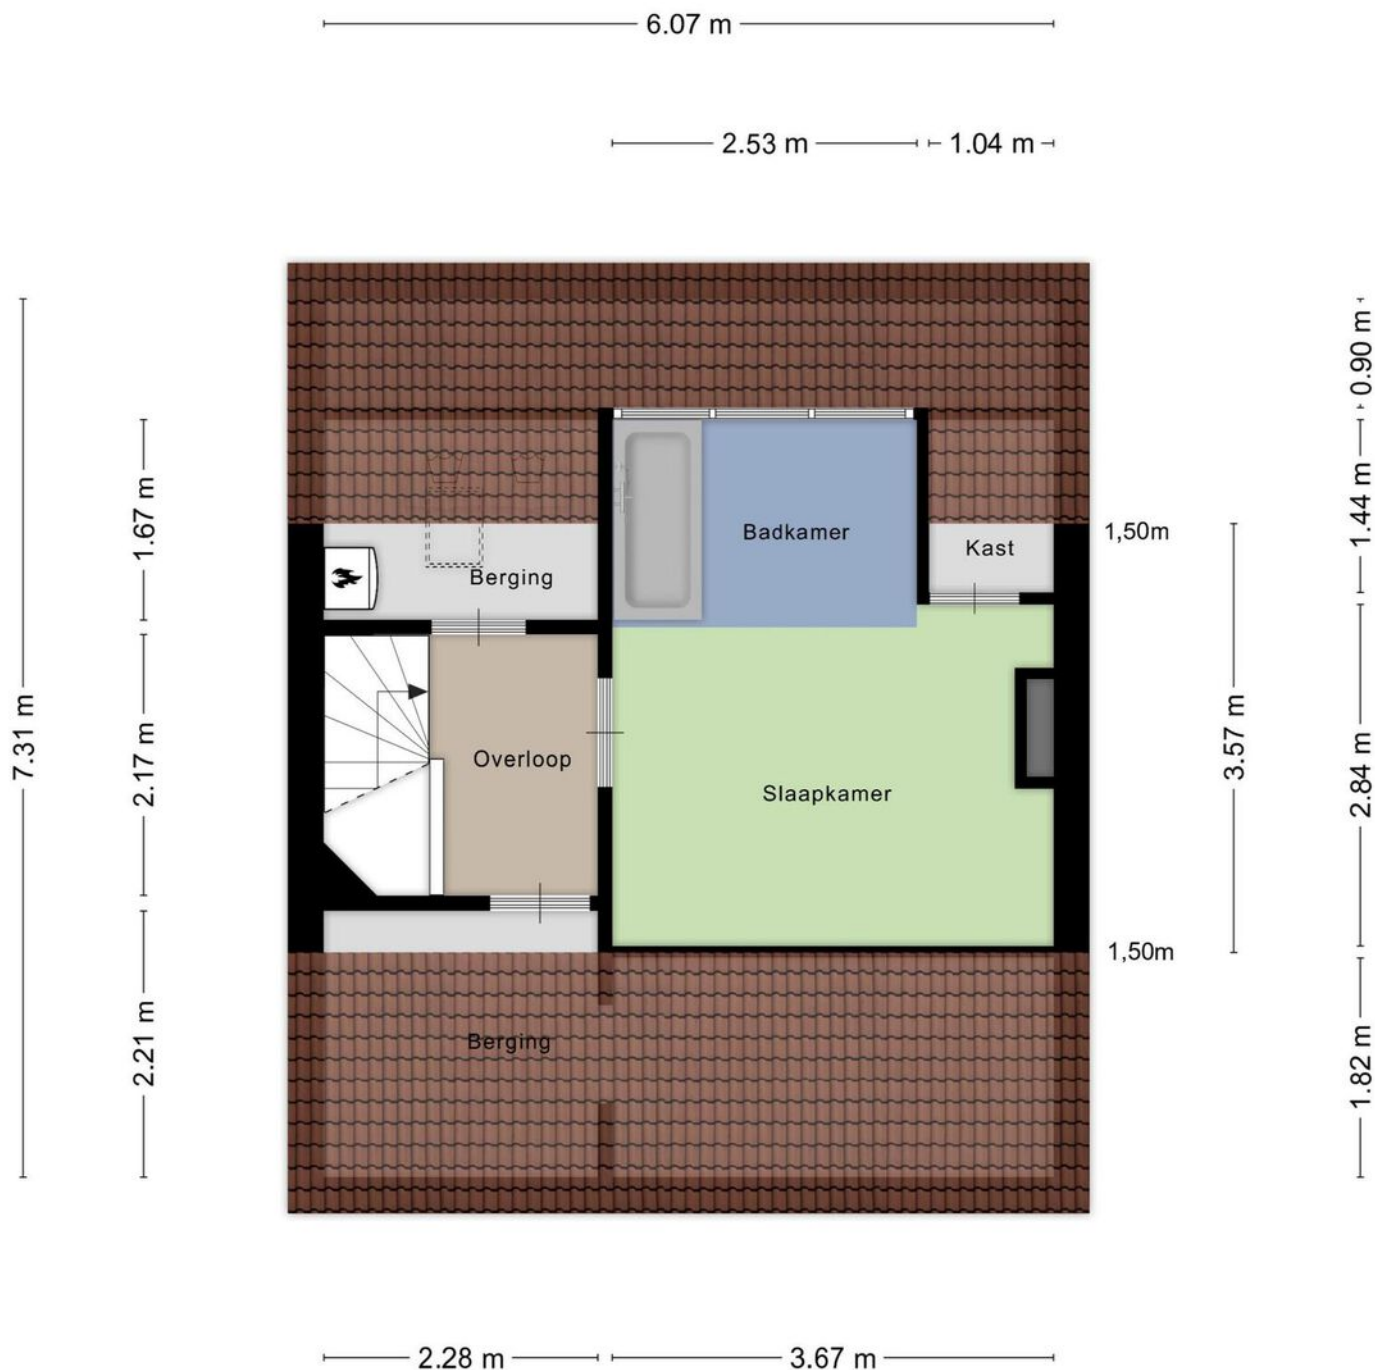 6.07 m
2.53 m
1.04 m
0.90 m
1.67 m
1.44 m
Badkamer
1,50m
Kast
Berging
7.31 m
2.17 m
Overloop
Slaapkamer
3.57 m
2.84 m
1,50m
2.21 m
Berging
1.82 m
2.28 m
3.67 m